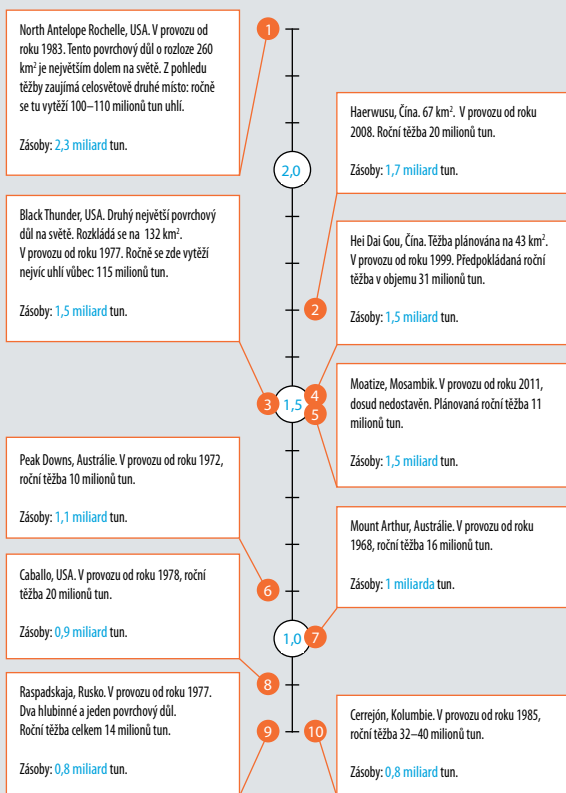 North Antelope Rochelle, USA. V provozu od
roku 1983. Tento povrchový důl o rozloze 260
km² je největším dolem na světě. Z pohledu
těžby zaujímá celosvětově druhé místo: ročně
se tu vytěží 100–110 milionů tun uhlí.
Zásoby: 2,3 miliard tun.
1
Haerwusu, Čína. 67 km². V provozu od roku
2008. Roční těžba 20 milionů tun.
Zásoby: 1,7 miliard tun.
2,0
Black Thunder, USA. Druhý největší povrchový
důl na světě. Rozkládá se na 132 km².
V provozu od roku 1977. Ročně se zde vytěží
nejvíc uhlí vůbec: 115 milionů tun.
Zásoby: 1,5 miliard tun.
Hei Dai Gou, Čína. Těžba plánována na 43 km².
V provozu od roku 1999. Předpokládaná roční
těžba v objemu 31 milionů tun.
Zásoby: 1,5 miliard tun.
2
3
1,5
4
5
Moatize, Mosambik. V provozu od roku 2011,
dosud nedostavěn. Plánovaná roční těžba 11
milionů tun.
Zásoby: 1,5 miliard tun.
Peak Downs, Austrálie. V provozu od roku 1972,
roční těžba 10 milionů tun.
Zásoby: 1,1 miliard tun.
Mount Arthur, Austrálie. V provozu od roku
1968, roční těžba 16 milionů tun.
Zásoby: 1 miliarda tun.
Caballo, USA. V provozu od roku 1978, roční
těžba 20 milionů tun.
Zásoby: 0,9 miliard tun.
6
1,0
7
8
Raspadskaja, Rusko. V provozu od roku 1977.
Dva hlubinné a jeden povrchový důl.
Roční těžba celkem 14 milionů tun.
Zásoby: 0,8 miliard tun.
9
10
Cerrejón, Kolumbie. V provozu od roku 1985,
roční těžba 32–40 milionů tun.
Zásoby: 0,8 miliard tun.